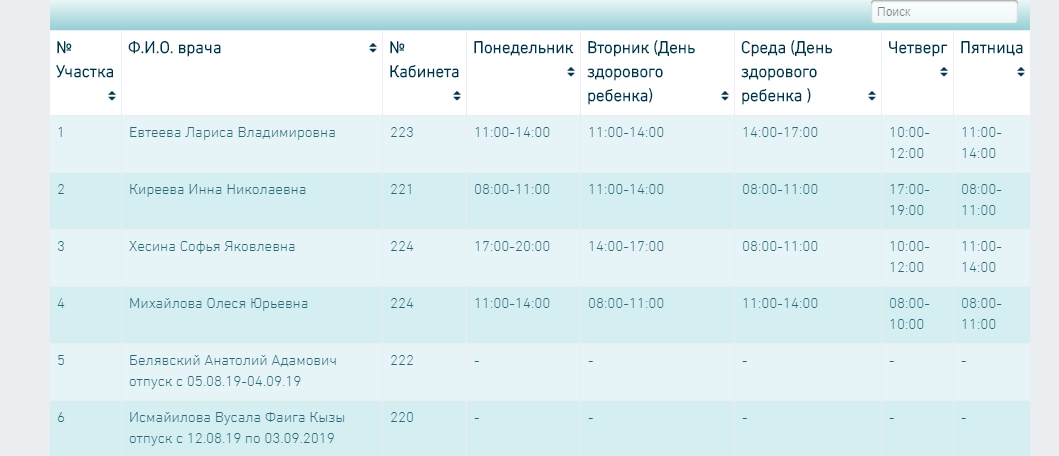 Поиск
№ Участка
Ф.И.О. врача
№ Кабинета
Понедельник
Вторник (День здорового ребенка)
Среда (День здорового ребенка )
Четверг
Пятница
1 Евтеева Лариса Владимировна 223 11:00-14:00 11:00-14:00 14:00-17:00 10:00-12:00 11:00-14:00
2 Киреева Инна Николаевна 221 08:00-11:00 11:00-14:00 08:00-11:00 17:00-19:00 08:00-11:00
3 Хесина Софья Яковлевна 224 17:00-20:00 14:00-17:00 08:00-11:00 10:00-12:00 11:00-14:00
4 Михайлова Олеся Юрьевна 224 11:00-14:00 08:00-11:00 11:00-14:00 08:00-10:00 08:00-11:00
5 Белявский Анатолий Адамович отпуск с 05.08.19-04.09.19 222 - - - - -
6 Исмайилова Вусала Фаига Кызы отпуск с 12.08.19 по 03.09.2019 220 - - - - -